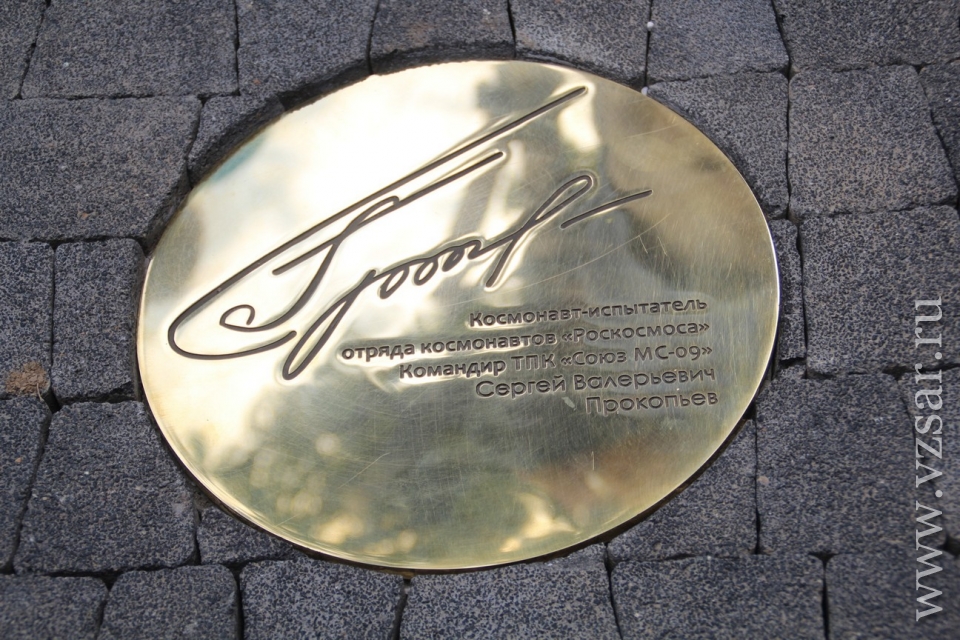 Космонавт-испытатель
отряда космонавтов «Роскосмоса»
Командир ТПК «Союз МС-09»
Сергей Валерьевич
Прокопьев
www.vzsar.ru